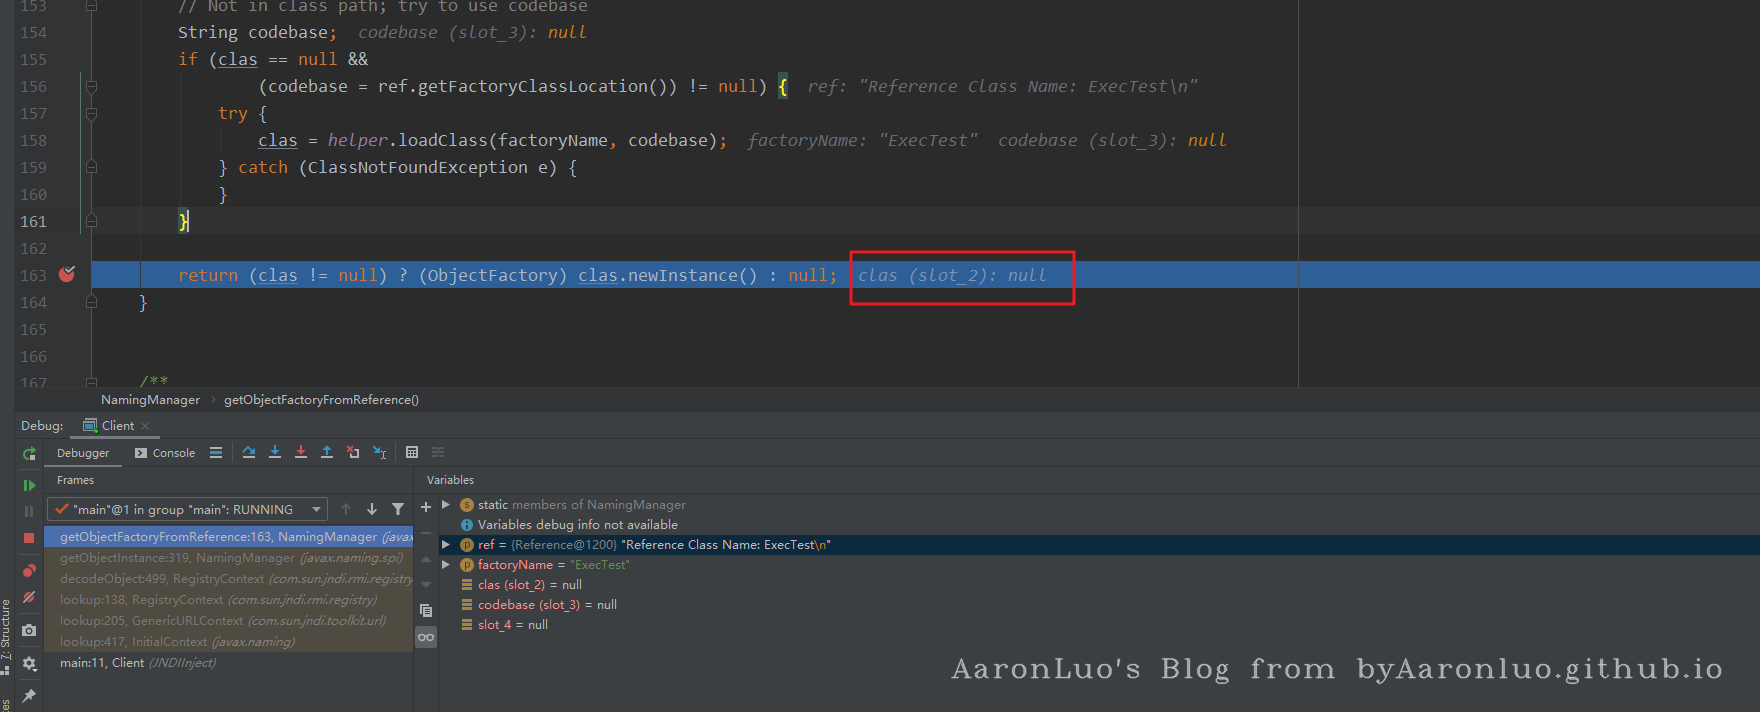 153 // Not in class path; try to use codebase
154 String codebase; codebase (slot_3): null
155 if (clas == null &&
156 (codebase = ref.getFactoryClassLocation()) != null) { ref: "Reference Class Name: ExecTest\n"
157 try {
158 clas = helper.loadClass(factoryName, codebase); factoryName: "ExecTest" codebase (slot_3): null
159 } catch (ClassNotFoundException e) {
160 }
161 }
162
163 return (clas != null) ? (ObjectFactory) clas.newInstance() : null; clas (slot_2): null
164 }
165
166
167 /**
NamingManager › getObjectFactoryFromReference()
Debug: Client ×
Debugger Console
Frames
"main"@1 in group "main": RUNNING
getObjectFactoryFromReference:163, NamingManager (javax
getObjectInstance:319, NamingManager (javax.naming.spi)
decodeObject:499, RegistryContext (com.sun.jndi.rmi.registry
lookup:138, RegistryContext (com.sun.jndi.rmi.registry)
lookup:205, GenericURLContext (com.sun.jndi.toolkit.url)
lookup:417, InitialContext (javax.naming)
main:11, Client (JNDIInject)
Variables
static members of NamingManager
Variables debug info not available
ref = {Reference@1200} "Reference Class Name: ExecTest\n"
factoryName = "ExecTest"
clas (slot_2) = null
codebase (slot_3) = null
slot_4 = null
7: Structure
AaronLuo's Blog from byAaronluo.github.io